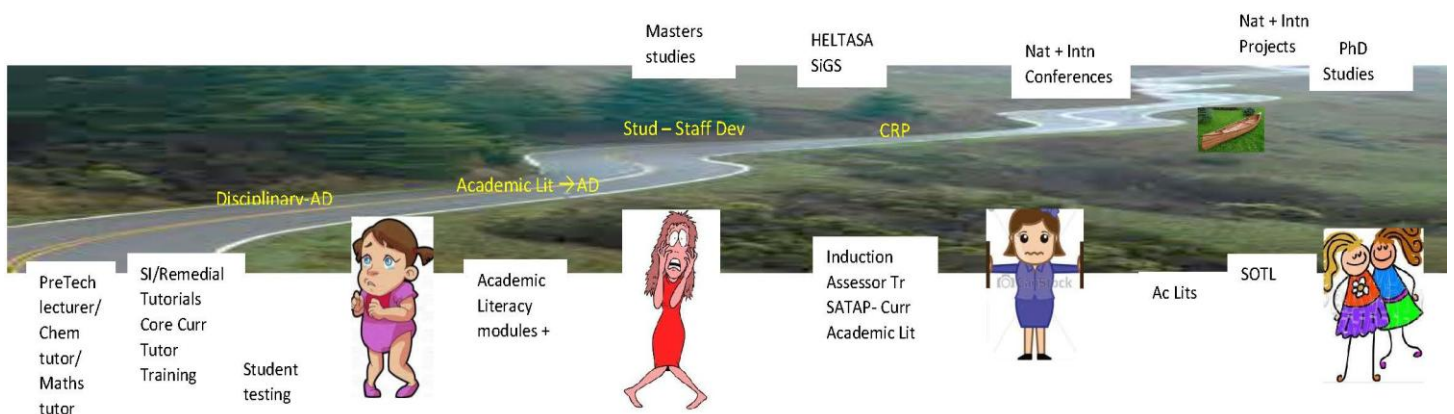 Masters
studies
HELTASA
SiGS
Nat + Intn
Conferences
Nat + Intn
Projects
PhD
Studies
Stud – Staff Dev
CRP
Academic Lit →AD
Disciplinary-AD
PreTech
lecturer/
Chem
tutor/
Maths
tutor
SI/Remedial
Tutorials
Core Curr
Tutor
Training
Student
testing
Academic
Literacy
modules +
Induction
Assessor Tr
SATAP- Curr
Academic Lit
Ac Lits
SOTL